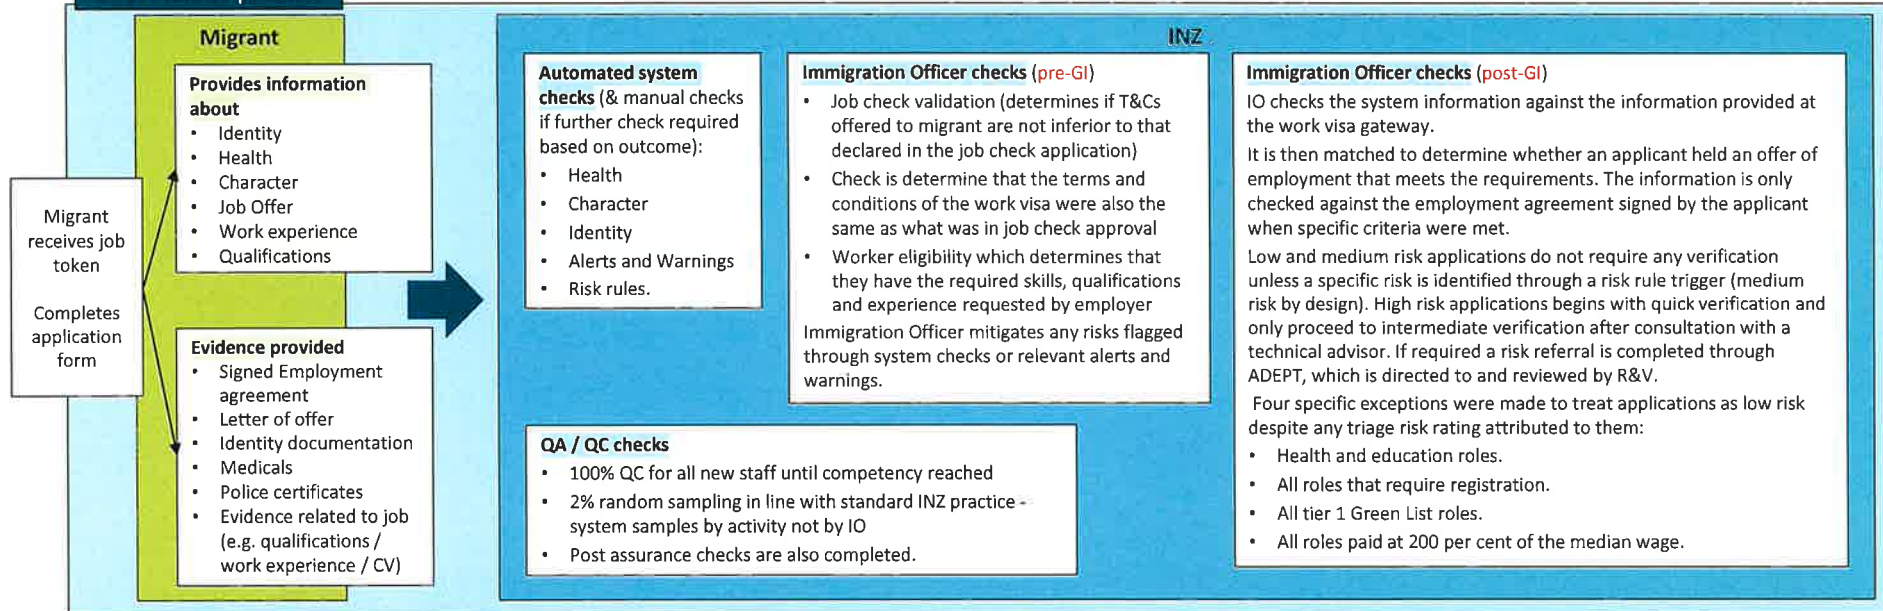 Migrant
receives job
token
Completes
application
form
Migrant
Provides information
about
• Identity
• Health
• Character
• Job Offer
• Work experience
• Qualifications
Evidence provided
• Signed Employment
agreement
• Letter of offer
• Identity documentation
• Medicals
• Police certificates
• Evidence related to job
(e.g. qualifications /
work experience / CV)
INZ
Automated system
checks (& manual checks
if further check required
based on outcome):
• Health
• Character
• Identity
• Alerts and Warnings
• Risk rules.
Immigration Officer checks (pre-GI)
• Job check validation (determines if T&Cs
offered to migrant are not inferior to that
declared in the job check application)
• Check is determine that the terms and
conditions of the work visa were also the
same as what was in job check approval
• Worker eligibility which determines that
they have the required skills, qualifications
and experience requested by employer
Immigration Officer mitigates any risks flagged
through system checks or relevant alerts and
warnings.
QA / QC checks
• 100% QC for all new staff until competency reached
• 2% random sampling in line with standard INZ practice -
system samples by activity not by IO
• Post assurance checks are also completed.
Immigration Officer checks (post-GI)
IO checks the system information against the information provided at
the work visa gateway.
It is then matched to determine whether an applicant held an offer of
employment that meets the requirements. The information is only
checked against the employment agreement signed by the applicant
when specific criteria were met.
Low and medium risk applications do not require any verification
unless a specific risk is identified through a risk rule trigger (medium
risk by design). High risk applications begins with quick verification and
only proceed to intermediate verification after consultation with a
technical advisor. If required a risk referral is completed through
ADEPT, which is directed to and reviewed by R&V.
Four specific exceptions were made to treat applications as low risk
despite any triage risk rating attributed to them:
• Health and education roles.
• All roles that require registration.
• All tier 1 Green List roles.
• All roles paid at 200 per cent of the median wage.